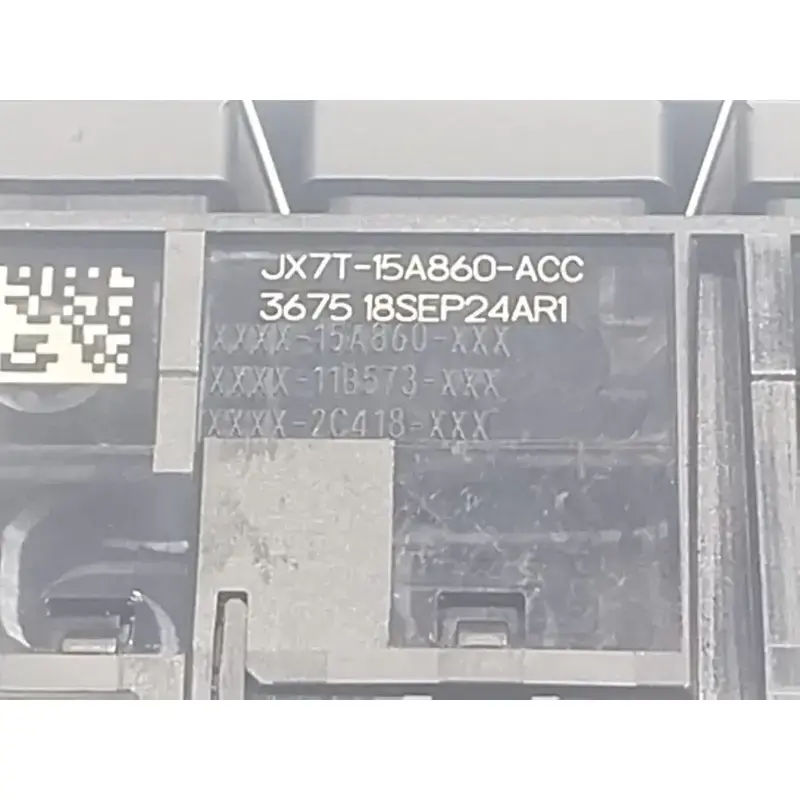 JX7T-15A860-ACC
3675 18SEP24AR1
XXXX-15A860-XXX
XXXX-11B573-XXX
XXXX-2C418-XXX